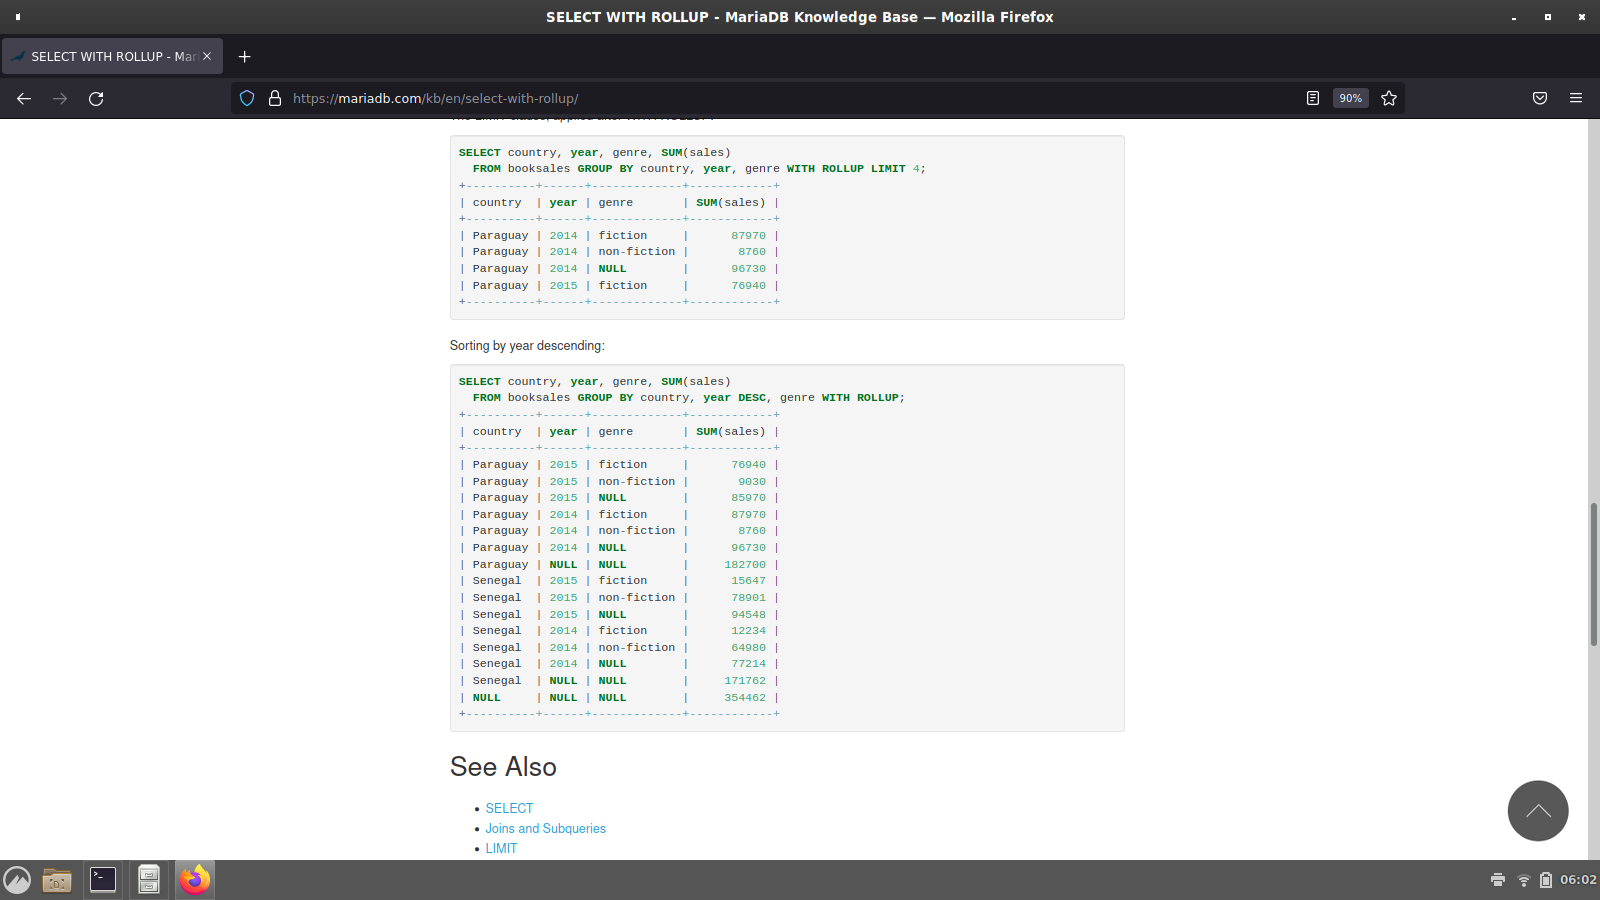 SELECT WITH ROLLUP - MariaDB Knowledge Base — Mozilla Firefox
SELECT WITH ROLLUP - Mar
https://mariadb.com/kb/en/select-with-rollup/
90%
SELECT country, year, genre, SUM(sales)
  FROM booksales GROUP BY country, year, genre WITH ROLLUP LIMIT 4;
+----------+------+-------------+------------+
| country  | year | genre       | SUM(sales) |
+----------+------+-------------+------------+
| Paraguay | 2014 | fiction     |      87970 |
| Paraguay | 2014 | non-fiction |       8760 |
| Paraguay | 2014 | NULL        |      96730 |
| Paraguay | 2015 | fiction     |      76940 |
+----------+------+-------------+------------+
Sorting by year descending:
SELECT country, year, genre, SUM(sales)
  FROM booksales GROUP BY country, year DESC, genre WITH ROLLUP;
+----------+------+-------------+------------+
| country  | year | genre       | SUM(sales) |
+----------+------+-------------+------------+
| Paraguay | 2015 | fiction     |      76940 |
| Paraguay | 2015 | non-fiction |       9030 |
| Paraguay | 2015 | NULL        |      85970 |
| Paraguay | 2014 | fiction     |      87970 |
| Paraguay | 2014 | non-fiction |       8760 |
| Paraguay | 2014 | NULL        |      96730 |
| Paraguay | NULL | NULL        |     182700 |
| Senegal  | 2015 | fiction     |      15647 |
| Senegal  | 2015 | non-fiction |      78901 |
| Senegal  | 2015 | NULL        |      94548 |
| Senegal  | 2014 | fiction     |      12234 |
| Senegal  | 2014 | non-fiction |      64980 |
| Senegal  | 2014 | NULL        |      77214 |
| Senegal  | NULL | NULL        |     171762 |
| NULL     | NULL | NULL        |     354462 |
+----------+------+-------------+------------+
See Also
• SELECT
• Joins and Subqueries
• LIMIT
06:02